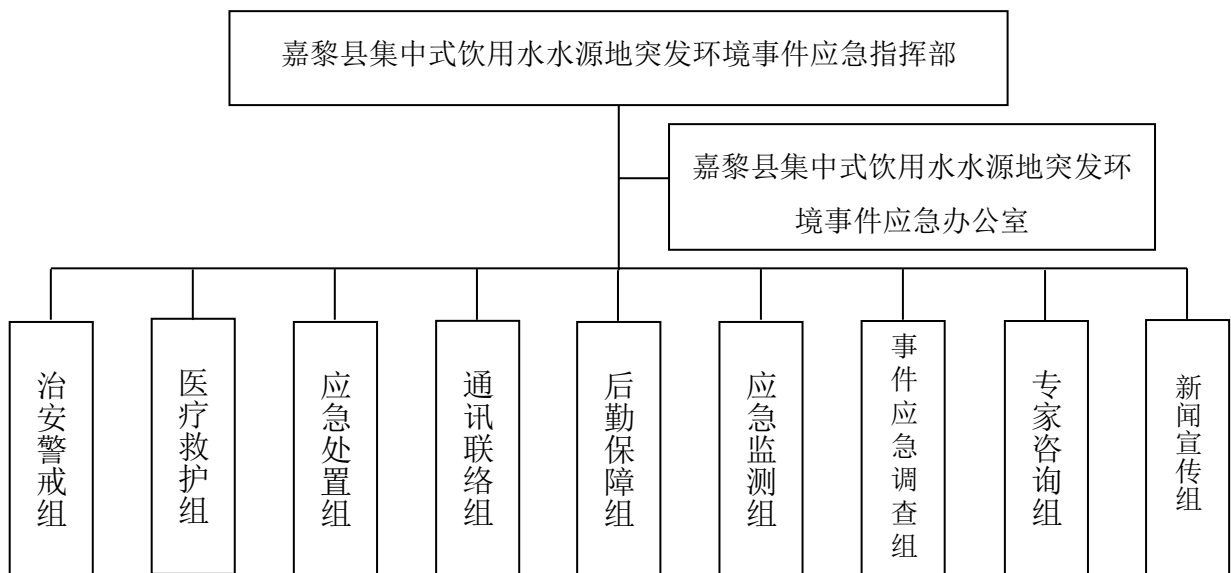 嘉黎县集中式饮用水水源地突发环境事件应急指挥部
嘉黎县集中式饮用水水源地突发环
境事件应急办公室
治安警戒组
医疗救护组
应急处置组
通讯联络组
后勤保障组
应急监测组
事件应急调查组
专家咨询组
新闻宣传组